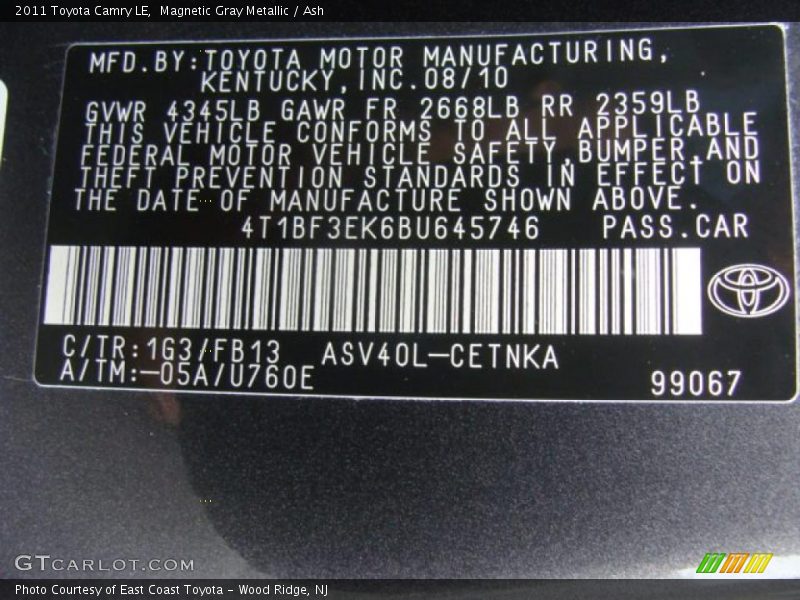 2011 Toyota Camry LE, Magnetic Gray Metallic / Ash
MFD.BY:TOYOTA MOTOR MANUFACTURING,
KENTUCKY,INC.08/10
GVWR 4345LB GAWR FR 2668LB RR 2359LB
THIS VEHICLE CONFORMS TO ALL APPLICABLE
FEDERAL MOTOR VEHICLE SAFETY,BUMPER,AND
THEFT PREVENTION STANDARDS IN EFFECT ON
THE DATE OF MANUFACTURE SHOWN ABOVE.
4T1BF3EK6BU645746 PASS.CAR
C/TR:1G3/FB13 ASV40L-CETNKA
A/TM:-05A/U760E
99067
GTCARLOT.COM
Photo Courtesy of East Coast Toyota - Wood Ridge, NJ